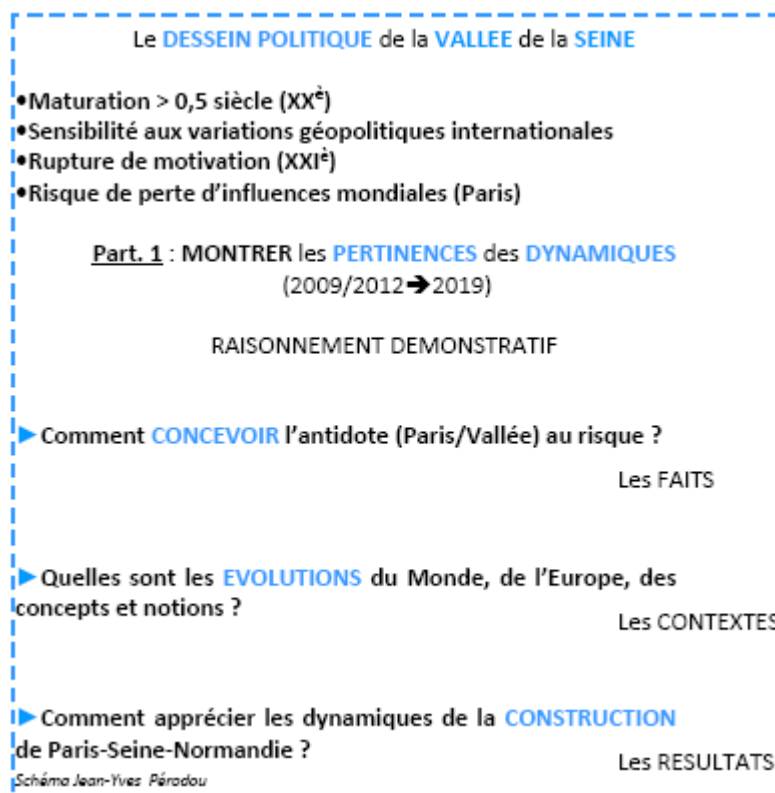 Le DESSEIN POLITIQUE de la VALLEE de la SEINE
•Maturation > 0,5 siècle (XXè)
•Sensibilité aux variations géopolitiques internationales
•Rupture de motivation (XXIè)
•Risque de perte d’influences mondiales (Paris)
Part. 1 : MONTRER les PERTINENCES des DYNAMIQUES
(2009/2012➔2019)
RAISONNEMENT DEMONSTRATIF
►Comment CONCEVOIR l’antidote (Paris/Vallée) au risque ?
Les FAITS
►Quelles sont les EVOLUTIONS du Monde, de l’Europe, des
concepts et notions ?
Les CONTEXTES
►Comment apprécier les dynamiques de la CONSTRUCTION
de Paris-Seine-Normandie ?
Les RESULTATS
Schéma Jean-Yves Pérodou